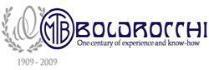 MTB BOLDROCCHI
One century of experience and know-how
1909 - 2009